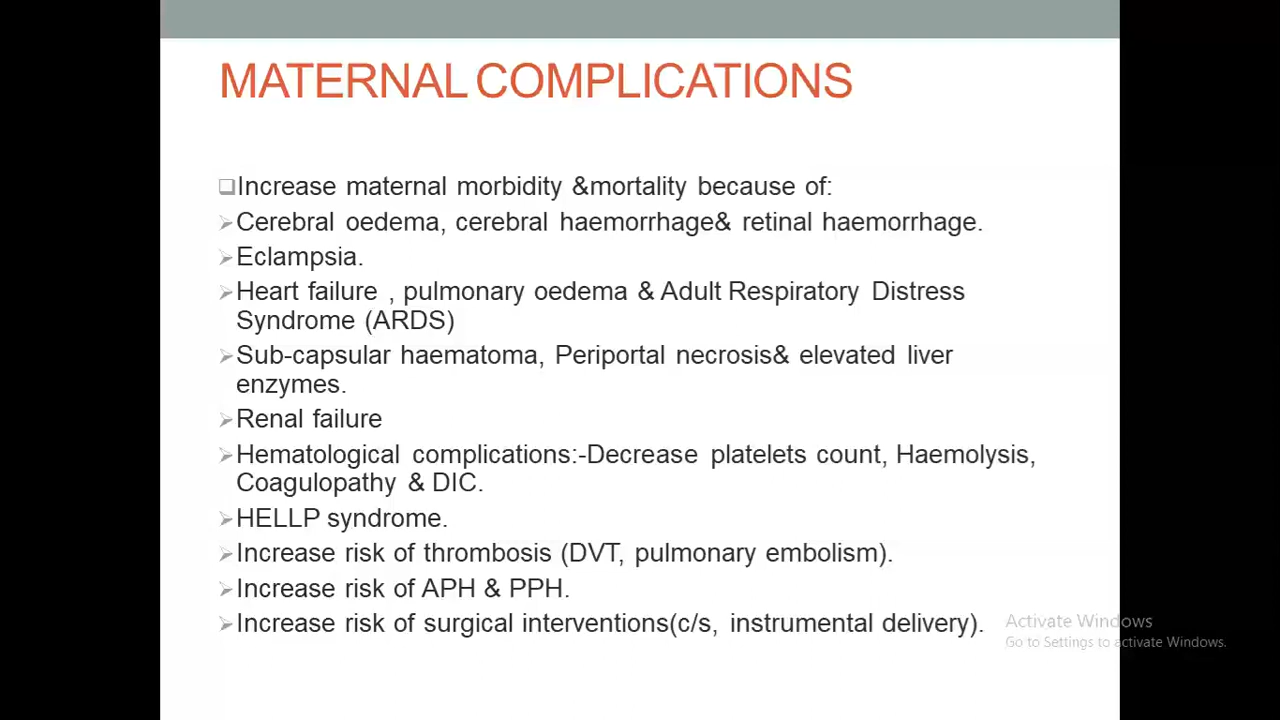 MATERNAL COMPLICATIONS
Increase maternal morbidity &mortality because of:
Cerebral oedema, cerebral haemorrhage& retinal haemorrhage.
Eclampsia.
Heart failure , pulmonary oedema & Adult Respiratory Distress
Syndrome (ARDS)
Sub-capsular haematoma, Periportal necrosis& elevated liver
enzymes.
Renal failure
Hematological complications:-Decrease platelets count, Haemolysis,
Coagulopathy & DIC.
HELLP syndrome.
Increase risk of thrombosis (DVT, pulmonary embolism).
Increase risk of APH & PPH.
Increase risk of surgical interventions(c/s, instrumental delivery).
Activate Windows
Go to Settings to activate Windows.